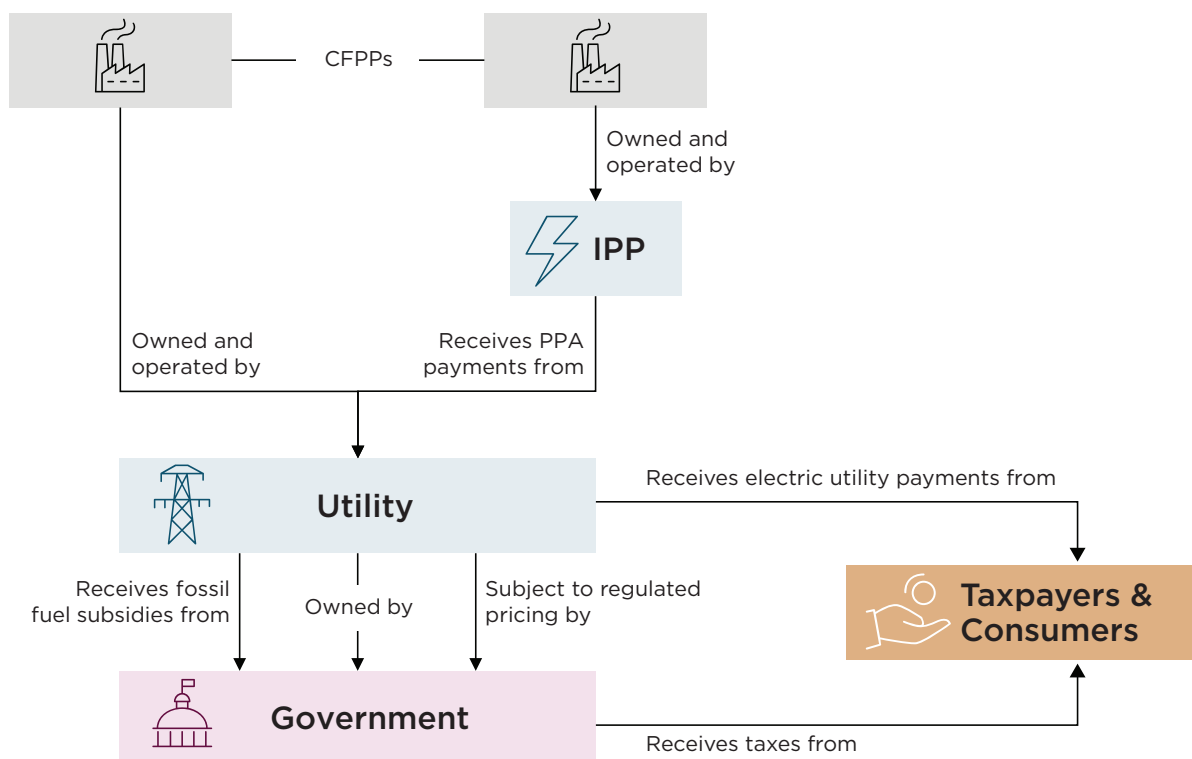 CFPPs
Owned and
operated by
IPP
Owned and
operated by
Receives PPA
payments from
Utility
Receives electric utility payments from
Receives fossil
fuel subsidies from
Owned by
Subject to regulated
pricing by
Taxpayers &
Consumers
Government
Receives taxes from